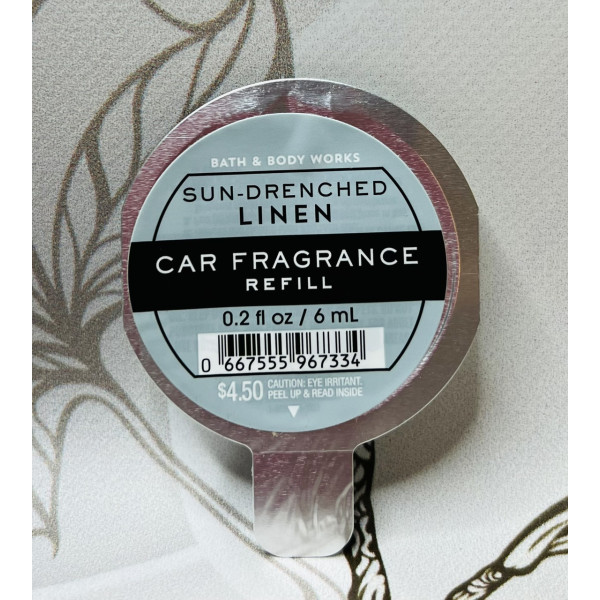 BATH & BODY WORKS
SUN-DRENCHED
LINEN
CAR FRAGRANCE
REFILL
0.2 fl oz / 6 mL
0 667555 967334
$4.50 CAUTION: EYE IRRITANT.
PEEL UP & READ INSIDE